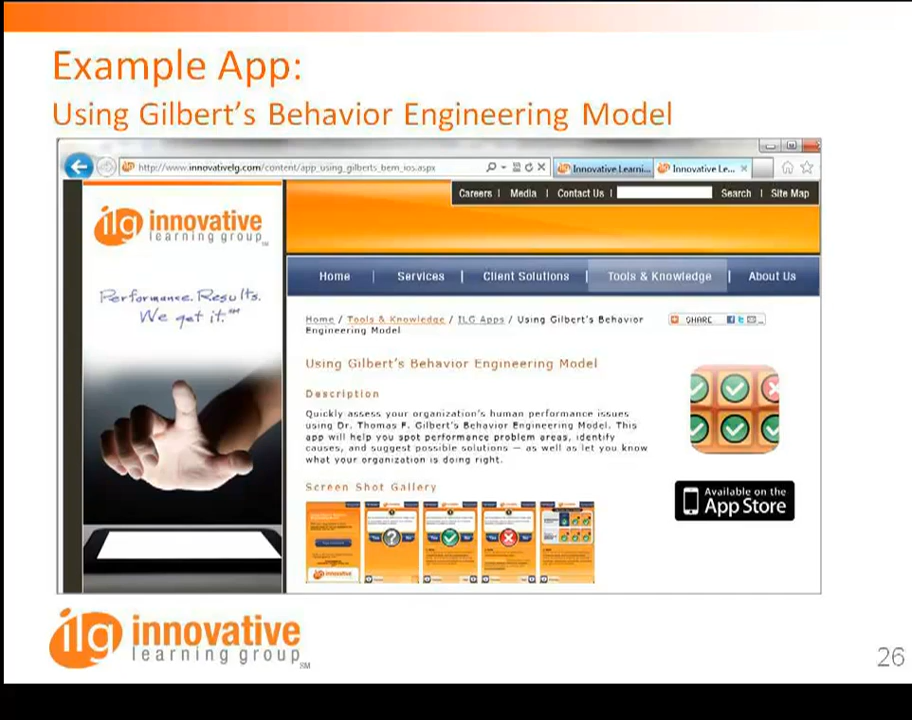 Example App:
Using Gilbert's Behavior Engineering Model
http://www.innovativelg.com/content/app_using_gilberts_bem_ios.aspx
Innovative Learni...
Innovative Le...
Careers | Media | Contact Us | Search | Site Map
ilg innovative
learning group
Performance. Results.
We get it.℠
Home | Services | Client Solutions | Tools & Knowledge | About Us
Home / Tools & Knowledge / ILG Apps / Using Gilbert's Behavior
Engineering Model
SHARE
Using Gilbert's Behavior Engineering Model
Description
Quickly assess your organization's human performance issues
using Dr. Thomas F. Gilbert's Behavior Engineering Model. This
app will help you spot performance problem areas, identify
causes, and suggest possible solutions — as well as let you know
what your organization is doing right.
Available on the
App Store
Screen Shot Gallery
innovative
ilg innovative
learning group℠
26